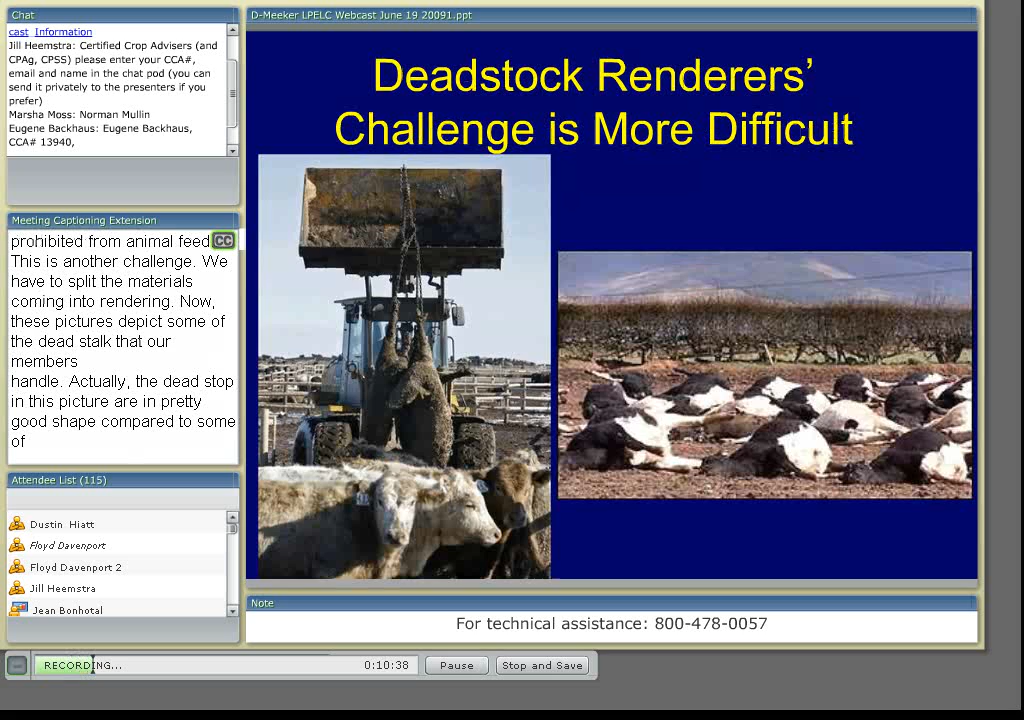 Chat
cast Information
Jill Heemstra: Certified Crop Advisers (and
CPAg, CPSS) please enter your CCA#,
email and name in the chat pod (you can
send it privately to the presenters if you
prefer)
Marsha Moss: Norman Mullin
Eugene Backhaus: Eugene Backhaus,
CCA# 13940,
Meeting Captioning Extension
prohibited from animal feed
CC
This is another challenge. We
have to split the materials
coming into rendering. Now,
these pictures depict some of
the dead stalk that our
members
handle. Actually, the dead stop
in this picture are in pretty
good shape compared to some
of
Attendee List (115)
Dustin Hiatt
Floyd Davenport
Floyd Davenport 2
Jill Heemstra
Jean Bonhotal
D-Meeker LPELC Webcast June 19 20091.ppt
Deadstock Renderers’
Challenge is More Difficult
Note
For technical assistance: 800-478-0057
RECORDING...
0:10:38
Pause
Stop and Save